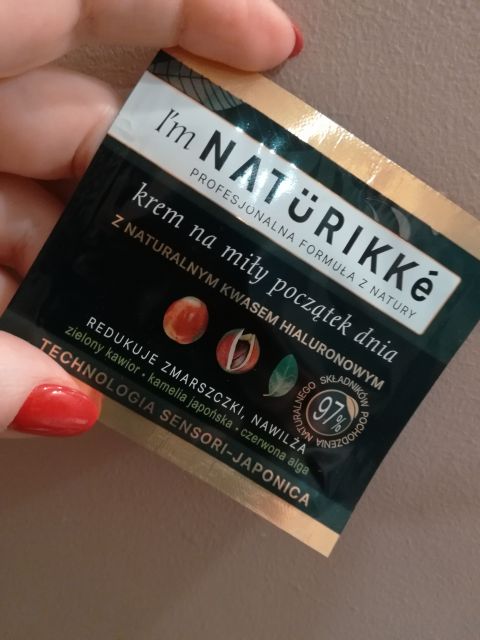 I'm NATÜRIKKé
PROFESJONALNA FORMUŁA Z NATURY
krem na miły początek dnia
Z NATURALNYM KWASEM HIALURONOWYM
REDUKUJE ZMARSZCZKI, NAWILŻA
zielony kawior · kamelia japońska · czerwona alga
97%
SKŁADNIKÓW POCHODZENIA NATURALNEGO
TECHNOLOGIA SENSORI-JAPONICA